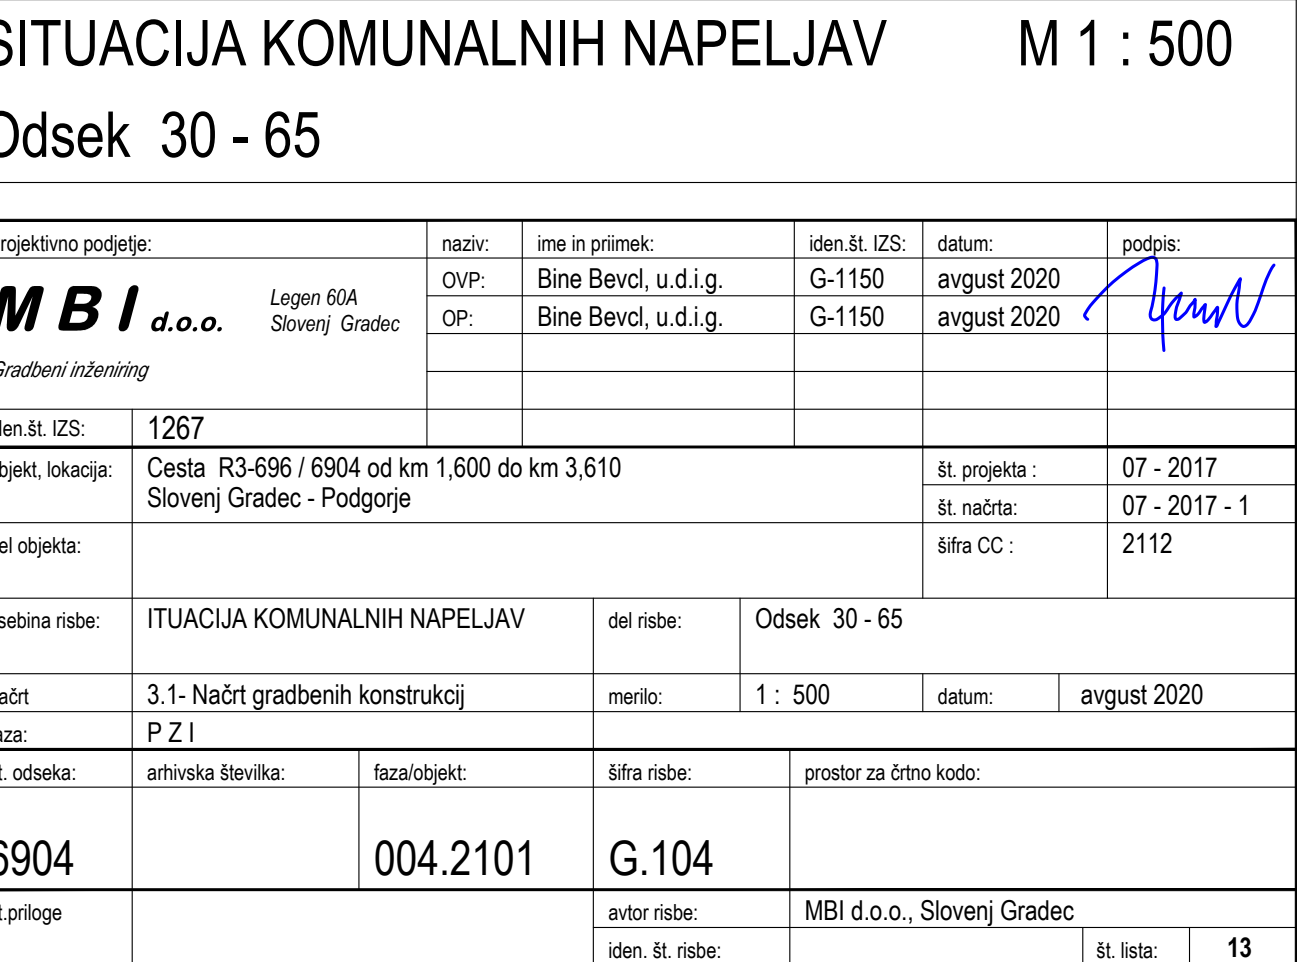 SITUACIJA KOMUNALNIH NAPELJAV M 1 : 500
Odsek 30 - 65
rojektivno podjetje: naziv: ime in priimek: iden.št. IZS: datum: podpis:
MBI d.o.o. Legen 60A
Slovenj Gradec
Gradbeni inženiring
OVP: Bine Bevcl, u.d.i.g. G-1150 avgust 2020
OP: Bine Bevcl, u.d.i.g. G-1150 avgust 2020
den.št. IZS: 1267
bjekt, lokacija: Cesta R3-696 / 6904 od km 1,600 do km 3,610
Slovenj Gradec - Podgorje
št. projekta : 07 - 2017
št. načrta: 07 - 2017 - 1
el objekta: šifra CC : 2112
sebina risbe: ITUACIJA KOMUNALNIH NAPELJAV del risbe: Odsek 30 - 65
ačrt 3.1- Načrt gradbenih konstrukcij merilo: 1 : 500 datum: avgust 2020
aza: P Z I
t. odseka: arhivska številka: faza/objekt: šifra risbe: prostor za črtno kodo:
6904 004.2101 G.104
t.priloge avtor risbe: MBI d.o.o., Slovenj Gradec
iden. št. risbe: št. lista: 13